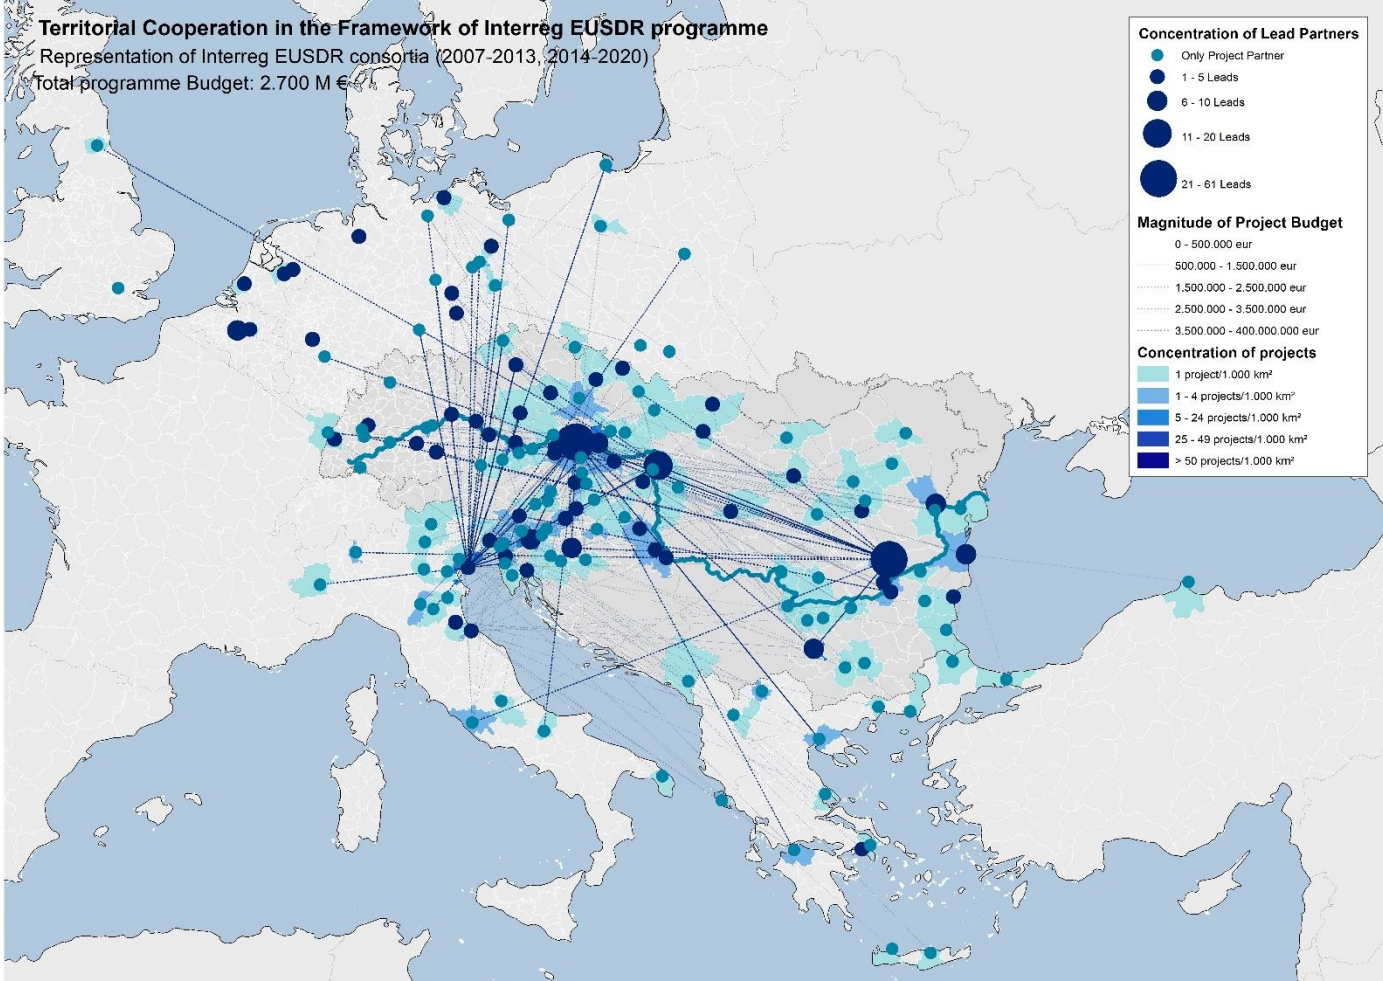 Territorial Cooperation in the Framework of Interreg EUSDR programme
Representation of Interreg EUSDR consortia (2007-2013, 2014-2020)
Total programme Budget: 2.700 M €
Concentration of Lead Partners
Only Project Partner
1 - 5 Leads
6 - 10 Leads
11 - 20 Leads
21 - 61 Leads
Magnitude of Project Budget
0 - 500.000 eur
500.000 - 1.500.000 eur
1.500.000 - 2.500.000 eur
2.500.000 - 3.500.000 eur
3.500.000 - 400.000.000 eur
Concentration of projects
1 project/1.000 km²
1 - 4 projects/1.000 km²
5 - 24 projects/1.000 km²
25 - 49 projects/1.000 km²
> 50 projects/1.000 km²